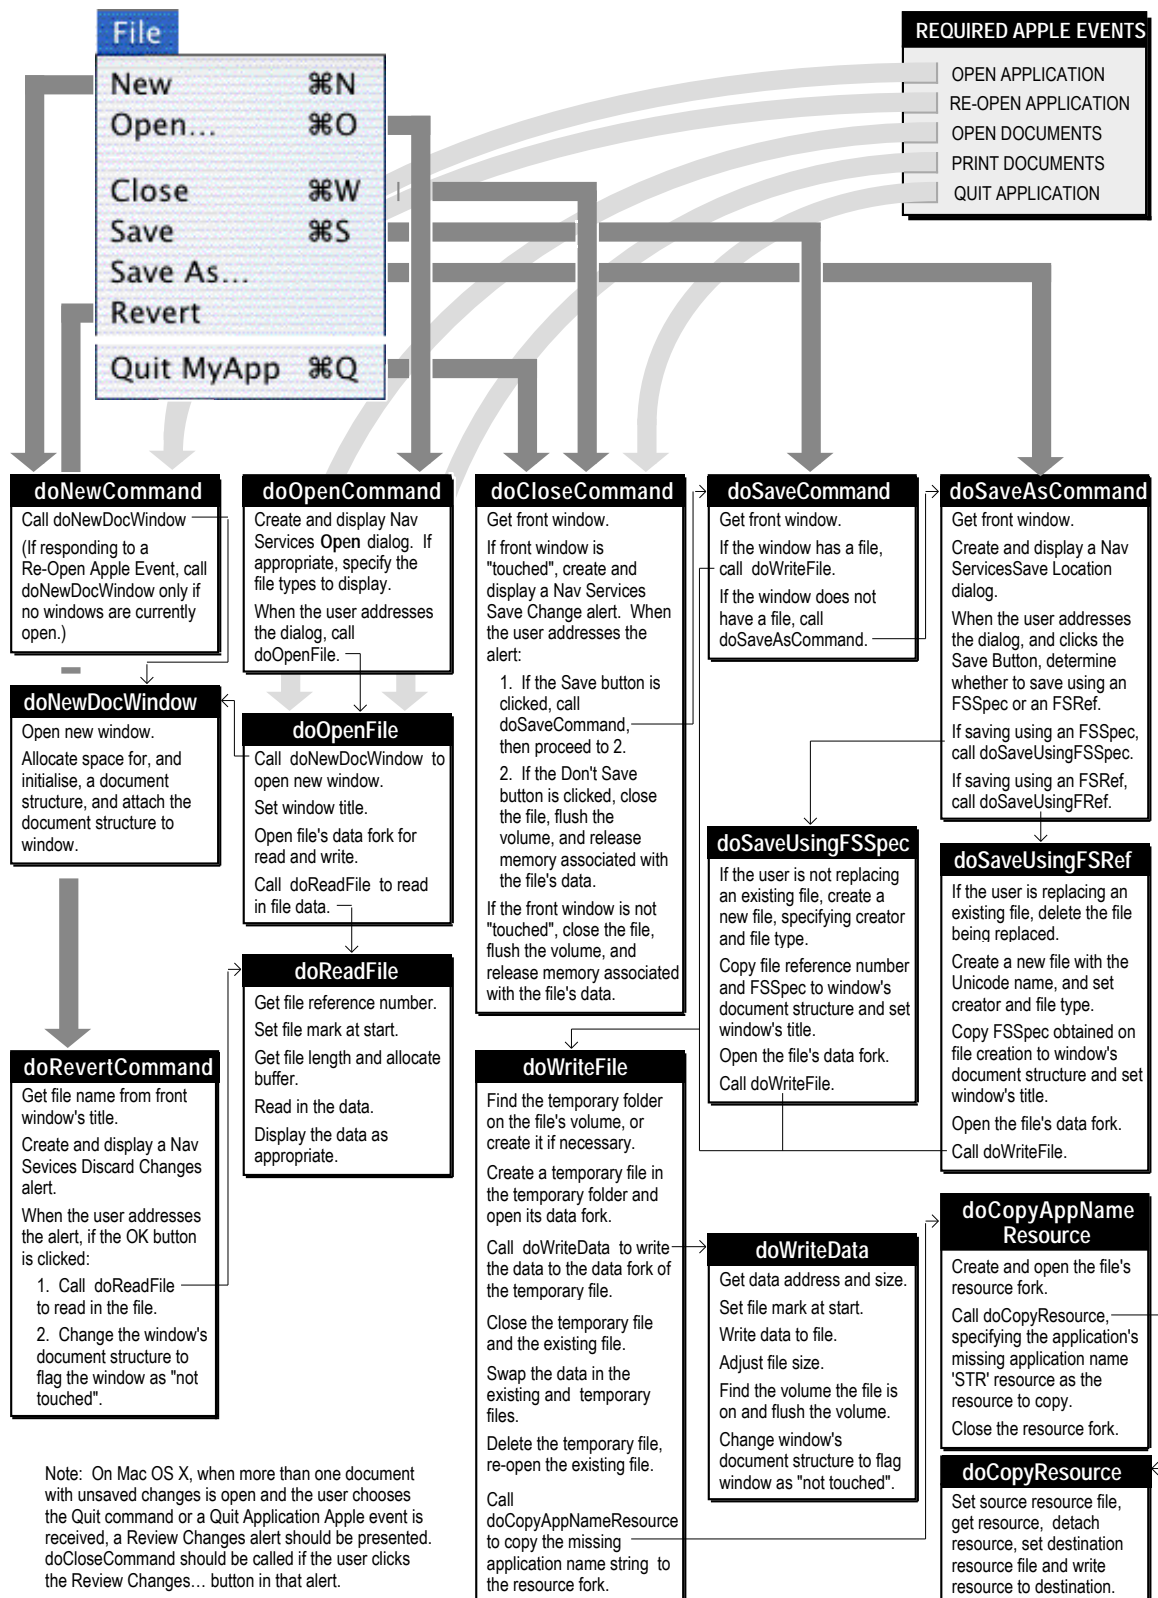 File
New ⌘N
Open... ⌘O
Close ⌘W
Save ⌘S
Save As...
Revert
Quit MyApp ⌘Q
REQUIRED APPLE EVENTS
OPEN APPLICATION
RE-OPEN APPLICATION
OPEN DOCUMENTS
PRINT DOCUMENTS
QUIT APPLICATION
doNewCommand
Call doNewDocWindow
(If responding to a
Re-Open Apple Event, call
doNewDocWindow only if
no windows are currently
open.)
doNewDocWindow
Open new window.
Allocate space for, and
initialise, a document
structure, and attach the
document structure to
window.
doRevertCommand
Get file name from front
window's title.
Create and display a Nav
Sevices Discard Changes
alert.
When the user addresses
the alert, if the OK button
is clicked:
1. Call doReadFile
to read in the file.
2. Change the window's
document structure to
flag the window as "not
touched".
doOpenCommand
Create and display Nav
Services Open dialog. If
appropriate, specify the
file types to display.
When the user addresses
the dialog, call
doOpenFile.
doOpenFile
Call doNewDocWindow to
open new window.
Set window title.
Open file's data fork for
read and write.
Call doReadFile to read
in file data.
doReadFile
Get file reference number.
Set file mark at start.
Get file length and allocate
buffer.
Read in the data.
Display the data as
appropriate.
doCloseCommand
Get front window.
If front window is
"touched", create and
display a Nav Services
Save Change alert. When
the user addresses the
alert:
1. If the Save button is
clicked, call
doSaveCommand,
then proceed to 2.
2. If the Don't Save
button is clicked, close
the file, flush the
volume, and release
memory associated with
the file's data.
If the front window is not
"touched", close the file,
flush the volume, and
release memory associated
with the file's data.
doWriteFile
Find the temporary folder
on the file's volume, or
create it if necessary.
Create a temporary file in
the temporary folder and
open its data fork.
Call doWriteData to write
the data to the data fork of
the temporary file.
Close the temporary file
and the existing file.
Swap the data in the
existing and temporary
files.
Delete the temporary file,
re-open the existing file.
Call
doCopyAppNameResource
to copy the missing
application name string to
the resource fork.
doSaveCommand
Get front window.
If the window has a file,
call doWriteFile.
If the window does not
have a file, call
doSaveAsCommand.
doSaveUsingFSSpec
If the user is not replacing
an existing file, create a
new file, specifying creator
and file type.
Copy file reference number
and FSSpec to window's
document structure and set
window's title.
Open the file's data fork.
Call doWriteFile.
doWriteData
Get data address and size.
Set file mark at start.
Write data to file.
Adjust file size.
Find the volume the file is
on and flush the volume.
Change window's
document structure to flag
window as "not touched".
doSaveAsCommand
Get front window.
Create and display a Nav
ServicesSave Location
dialog.
When the user addresses
the dialog, and clicks the
Save Button, determine
whether to save using an
FSSpec or an FSRef.
If saving using an FSSpec,
call doSaveUsingFSSpec.
If saving using an FSRef,
call doSaveUsingFRef.
doSaveUsingFSRef
If the user is replacing an
existing file, delete the file
being replaced.
Create a new file with the
Unicode name, and set
creator and file type.
Copy FSSpec obtained on
file creation to window's
document structure and set
window's title.
Open the file's data fork.
Call doWriteFile.
doCopyAppName
Resource
Create and open the file's
resource fork.
Call doCopyResource,
specifying the application's
missing application name
'STR' resource as the
resource to copy.
Close the resource fork.
doCopyResource
Set source resource file,
get resource, detach
resource, set destination
resource file and write
resource to destination.
Note: On Mac OS X, when more than one document
with unsaved changes is open and the user chooses
the Quit command or a Quit Application Apple event is
received, a Review Changes alert should be presented.
doCloseCommand should be called if the user clicks
the Review Changes… button in that alert.